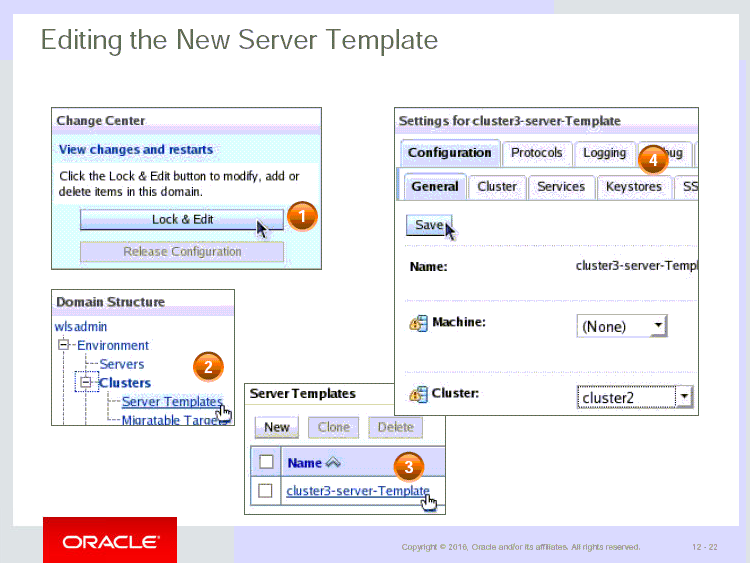 Editing the New Server Template
Change Center
View changes and restarts
Click the Lock & Edit button to modify, add or
delete items in this domain.
Lock & Edit
1
Release Configuration
Domain Structure
wlsadmin
Environment
Servers
2
Clusters
Server Templates
Migratable Targets
Server Templates
New Clone Delete
Name
3
cluster3-server-Template
Settings for cluster3-server-Template
Configuration Protocols Logging
4
General Cluster Services Keystores SS
Save
Name: cluster3-server-Templ
Machine: (None)
Cluster: cluster2
ORACLE
Copyright © 2016, Oracle and/or its affiliates. All rights reserved. 12 - 22